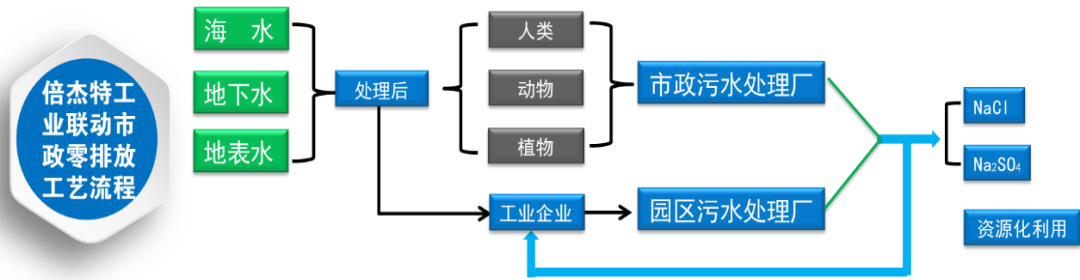 倍杰特工
业联动市
政零排放
工艺流程
海 水
地下水
地表水
处理后
人类
动物
植物
工业企业
市政污水处理厂
园区污水处理厂
NaCl
Na₂SO₄
资源化利用